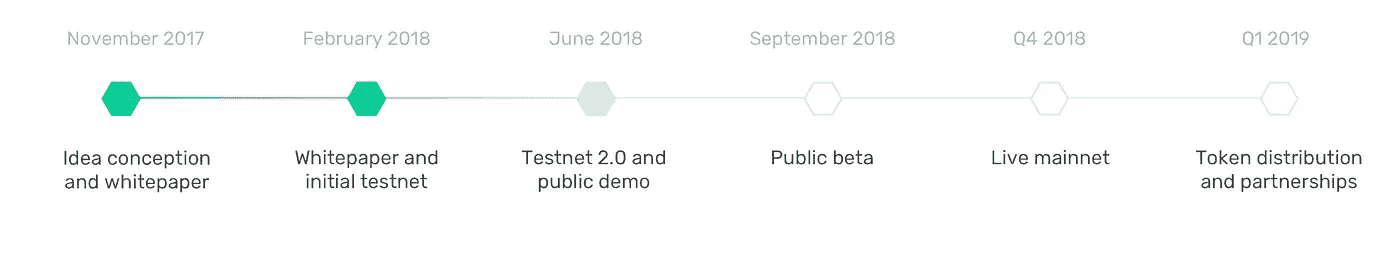 November 2017
February 2018
June 2018
September 2018
Q4 2018
Q1 2019
Idea conception
and whitepaper
Whitepaper and
initial testnet
Testnet 2.0 and
public demo
Public beta
Live mainnet
Token distribution
and partnerships